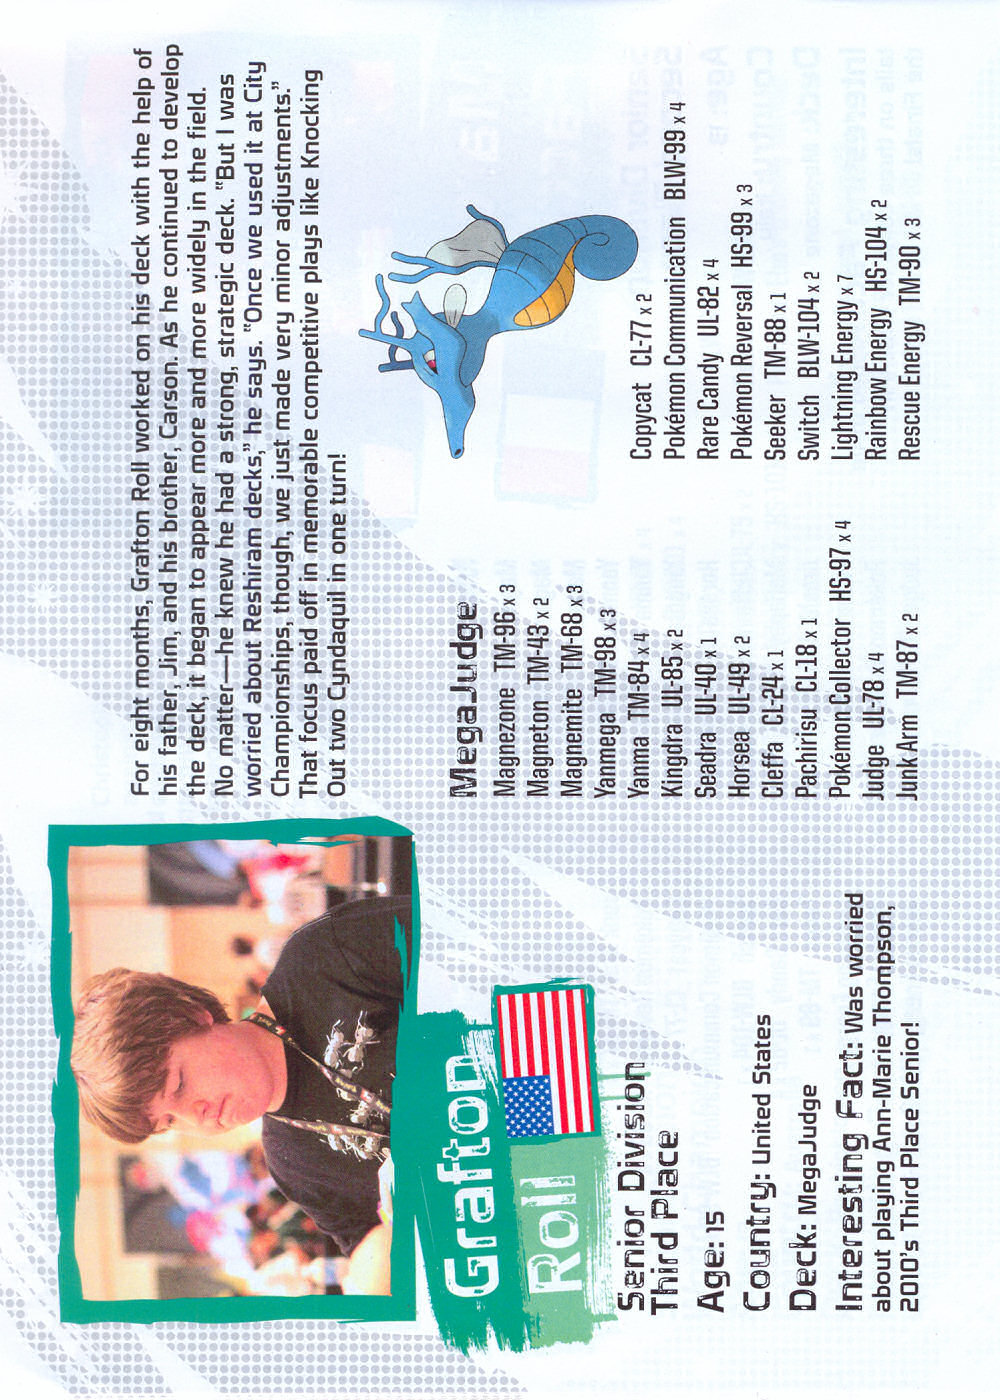 For eight months, Grafton Roll worked on his deck with the help of
his father, Jim, and his brother, Carson. As he continued to develop
the deck, it began to appear more and more widely in the field.
No matter—he knew he had a strong, strategic deck. “But I was
worried about Reshiram decks,” he says. “Once we used it at City
Championships, though, we just made very minor adjustments.”
That focus paid off in memorable competitive plays like Knocking
Out two Cyndaquil in one turn!
Grafton
Roll
Senior Division
Third Place
Age: 15
Country: United States
Deck: MegaJudge
Interesting Fact: Was worried
about playing Ann-Marie Thompson,
2010's Third Place Senior!
MegaJudge
Magnezone TM-96 x 3
Magneton TM-43 x 2
Magnemite TM-68 x 3
Yanmega TM-98 x 3
Yanma TM-84 x 4
Kingdra UL-85 x 2
Seadra UL-40 x 1
Horsea UL-49 x 2
Cleffa CL-24 x 1
Pachirisu CL-18 x 1
Pokémon Collector HS-97 x 4
Judge UL-78 x 4
Junk Arm TM-87 x 2
Copycat CL-77 x 2
Pokémon Communication BLW-99 x 4
Rare Candy UL-82 x 4
Pokémon Reversal HS-99 x 3
Seeker TM-88 x 1
Switch BLW-104 x 2
Lightning Energy x 7
Rainbow Energy HS-104 x 2
Rescue Energy TM-90 x 3